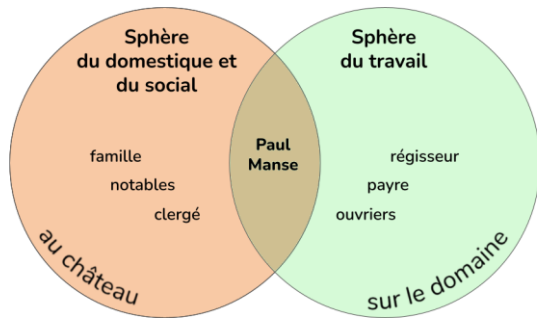 Sphère
du domestique et
du social
famille
notables
clergé
au château
Paul
Manse
Sphère
du travail
régisseur
payre
ouvriers
sur le domaine